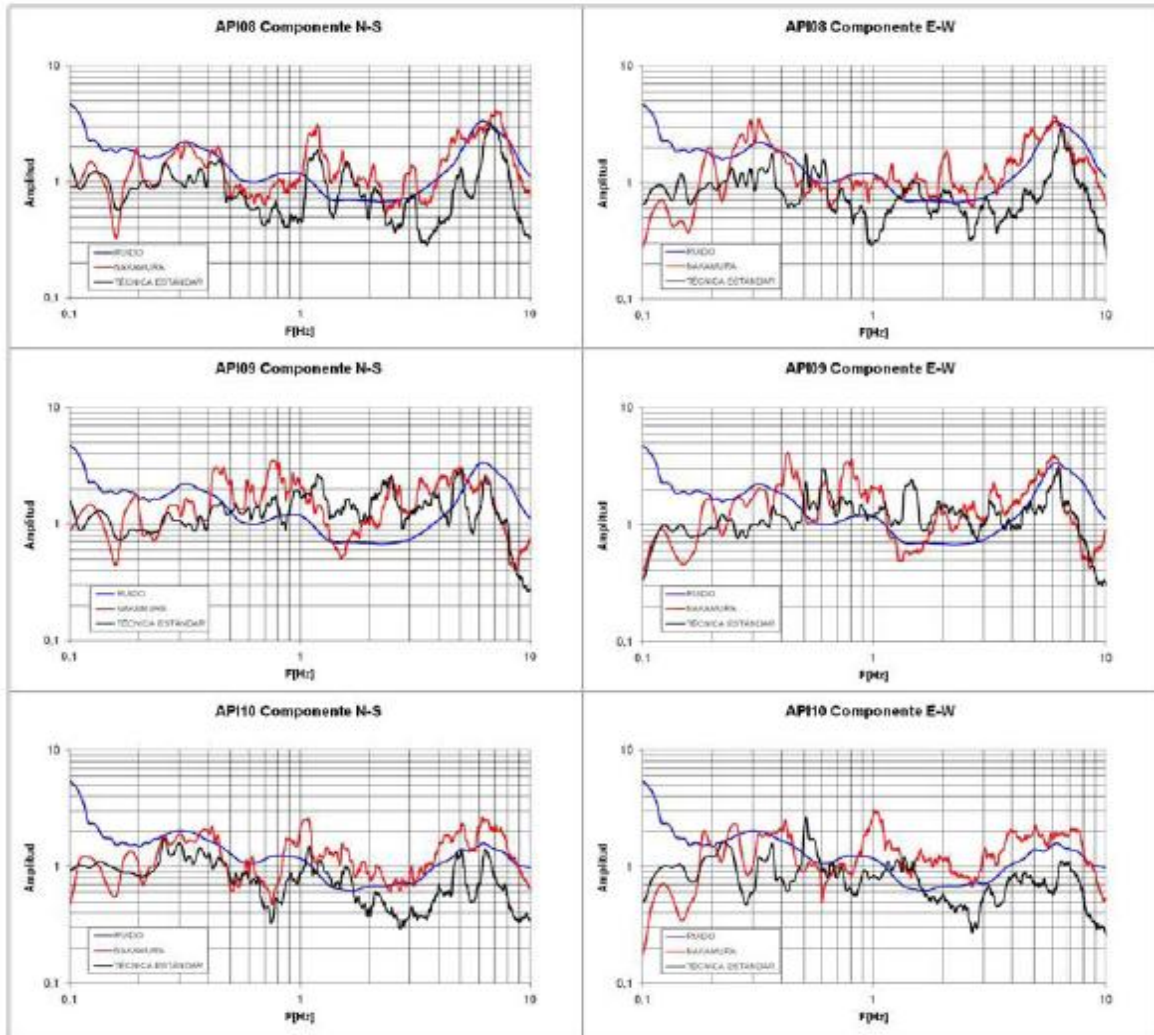 API08 Componente N-S
10
Amplitud
1
0.1
RUIDO
NAKAMURA
TÉCNICA ESTÁNDAR
0.1
1
10
F[Hz]
API08 Componente E-W
10
Amplitud
1
0.1
RUIDO
NAKAMURA
TÉCNICA ESTÁNDAR
0.1
1
10
F[Hz]
API09 Componente N-S
10
Amplitud
1
0.1
RUIDO
NAKAMURA
TÉCNICA ESTÁNDAR
0.1
1
10
F[Hz]
API09 Componente E-W
10
Amplitud
1
0.1
RUIDO
NAKAMURA
TÉCNICA ESTÁNDAR
0.1
1
10
F[Hz]
API10 Componente N-S
10
Amplitud
1
0.1
RUIDO
NAKAMURA
TÉCNICA ESTÁNDAR
0.1
1
10
F[Hz]
API10 Componente E-W
10
Amplitud
1
0.1
RUIDO
NAKAMURA
TÉCNICA ESTÁNDAR
0.1
1
10
F[Hz]